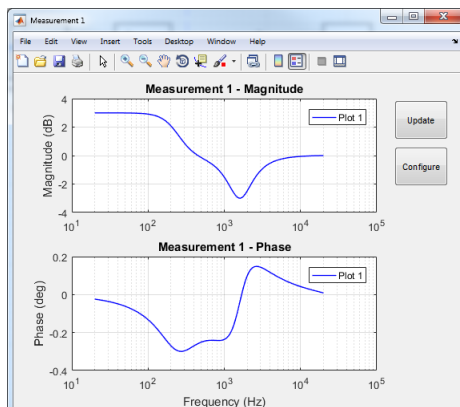 Measurement 1
File Edit View Insert Tools Desktop Window Help
Measurement 1 - Magnitude
Magnitude (dB)
4
2
0
-2
-4
10^1 10^2 10^3 10^4 10^5
Plot 1
Update
Configure
Measurement 1 - Phase
Phase (deg)
0.2
0
-0.2
-0.4
10^1 10^2 10^3 10^4 10^5
Plot 1
Frequency (Hz)